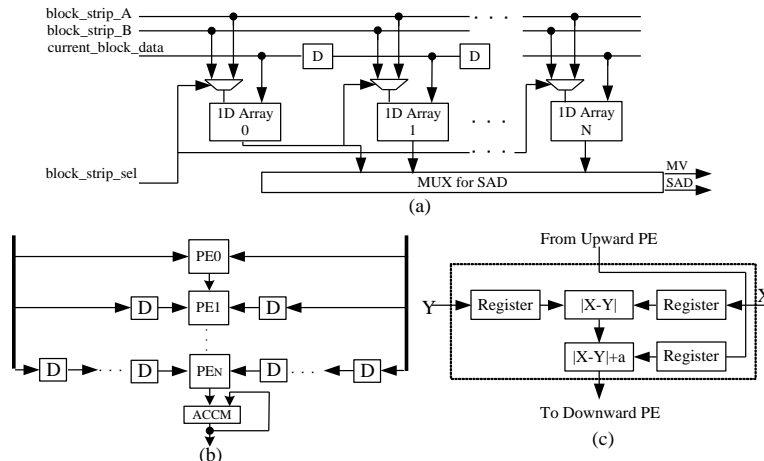 block_strip_A
block_strip_B
current_block_data
D
D
1D Array
0
1D Array
1
1D Array
N
. . .
. . .
. . .
block_strip_sel
MUX for SAD
MV
SAD
(a)
PE0
D
PE1
D
D
. . .
D
PEN
D
. . .
D
ACCM
(b)
From Upward PE
Y
Register
|X-Y|
Register
X
|X-Y|+a
Register
To Downward PE
(c)